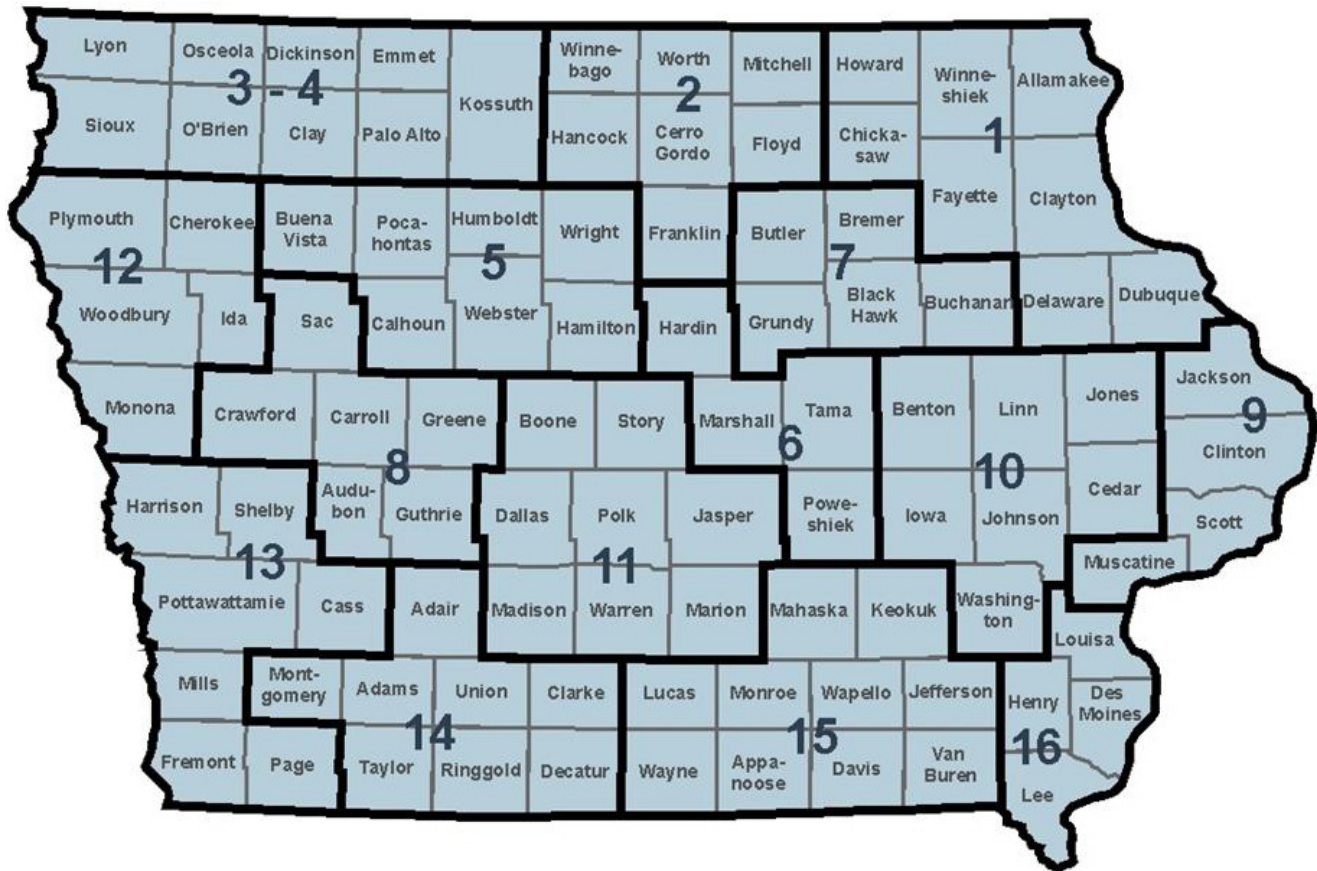 Lyon
Osceola
Dickinson
Emmet
Kossuth
Winne-
bago
Worth
Mitchell
Howard
Winne-
shiek
Allamakee
3 - 4
2
1
Sioux
O'Brien
Clay
Palo Alto
Hancock
Cerro
Gordo
Floyd
Chicka-
saw
Fayette
Clayton
Plymouth
Cherokee
Buena
Vista
Poca-
hontas
Humboldt
Wright
Franklin
Butler
Bremer
12
5
7
Woodbury
Ida
Sac
Calhoun
Webster
Hamilton
Hardin
Grundy
Black
Hawk
Buchanan
Delaware
Dubuque
Monona
Crawford
Carroll
Greene
Boone
Story
Marshall
Tama
Benton
Linn
Jones
Jackson
8
6
10
9
Clinton
Harrison
Shelby
Audu-
bon
Guthrie
Dallas
Polk
Jasper
Powe-
shiek
Iowa
Johnson
Cedar
Scott
13
11
Muscatine
Pottawattamie
Cass
Adair
Madison
Warren
Marion
Mahaska
Keokuk
Washing-
ton
Louisa
Mills
Mont-
gomery
Adams
Union
Clarke
Lucas
Monroe
Wapello
Jefferson
Henry
Des
Moines
14
15
16
Fremont
Page
Taylor
Ringgold
Decatur
Wayne
Appa-
noose
Davis
Van
Buren
Lee